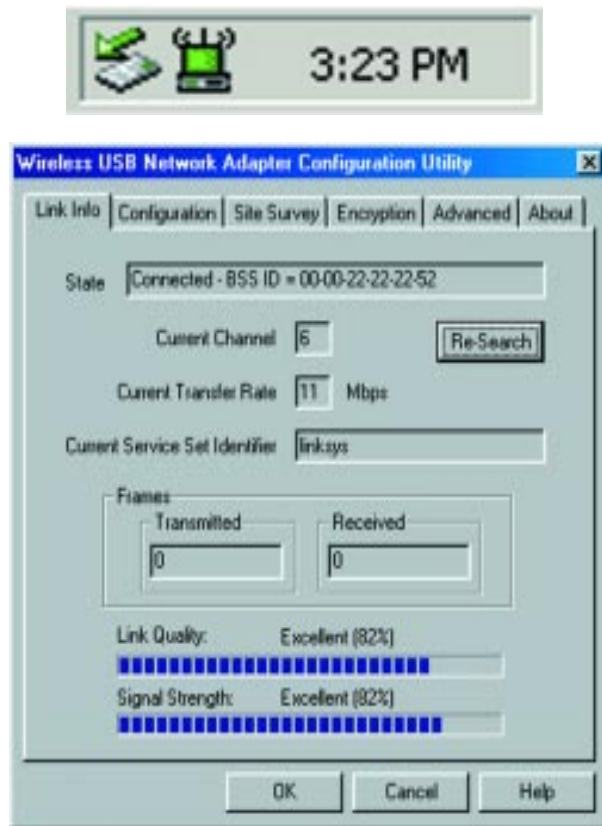 3:23 PM
Wireless USB Network Adapter Configuration Utility
Link Info Configuration Site Survey Encryption Advanced About
State Connected - BSS ID = 00-00-22-22-22-52
Current Channel 6 Re-Search
Current Transfer Rate 11 Mbps
Current Service Set Identifier linksys
Frames
Transmitted Received
0 0
Link Quality: Excellent (82%)
Signal Strength: Excellent (82%)
OK Cancel Help